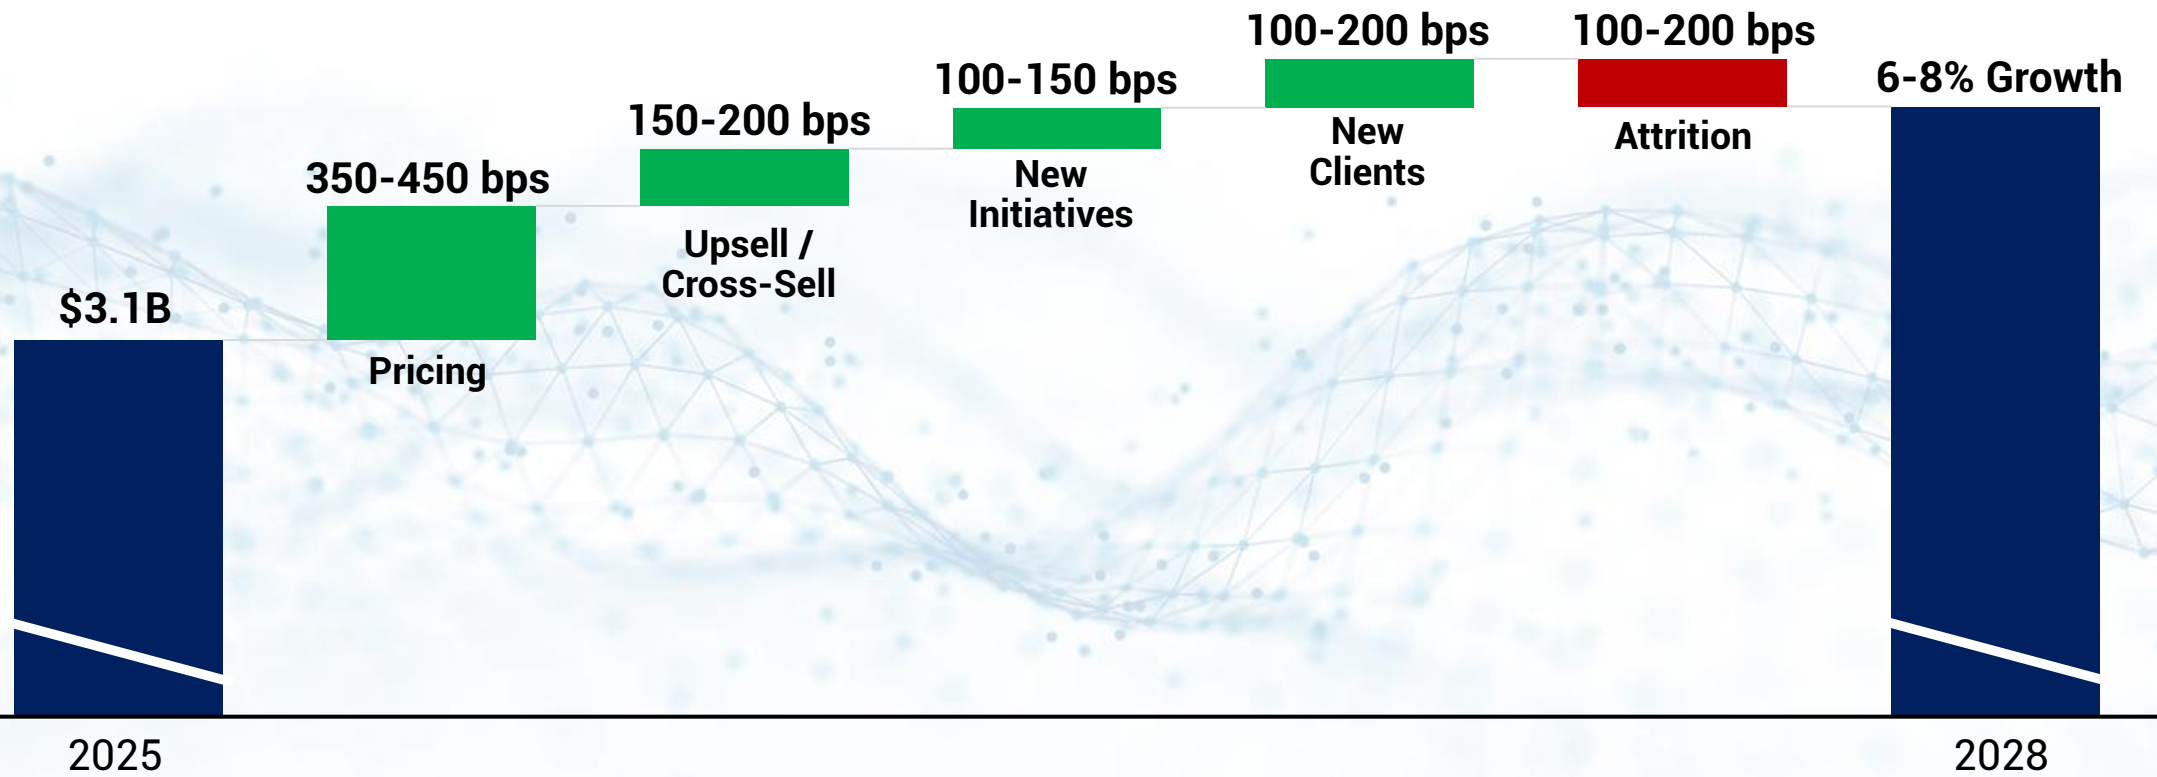 $3.1B
350-450 bps
Pricing
150-200 bps
Upsell /
Cross-Sell
100-150 bps
New
Initiatives
100-200 bps
New
Clients
100-200 bps
Attrition
6-8% Growth
2025
2028